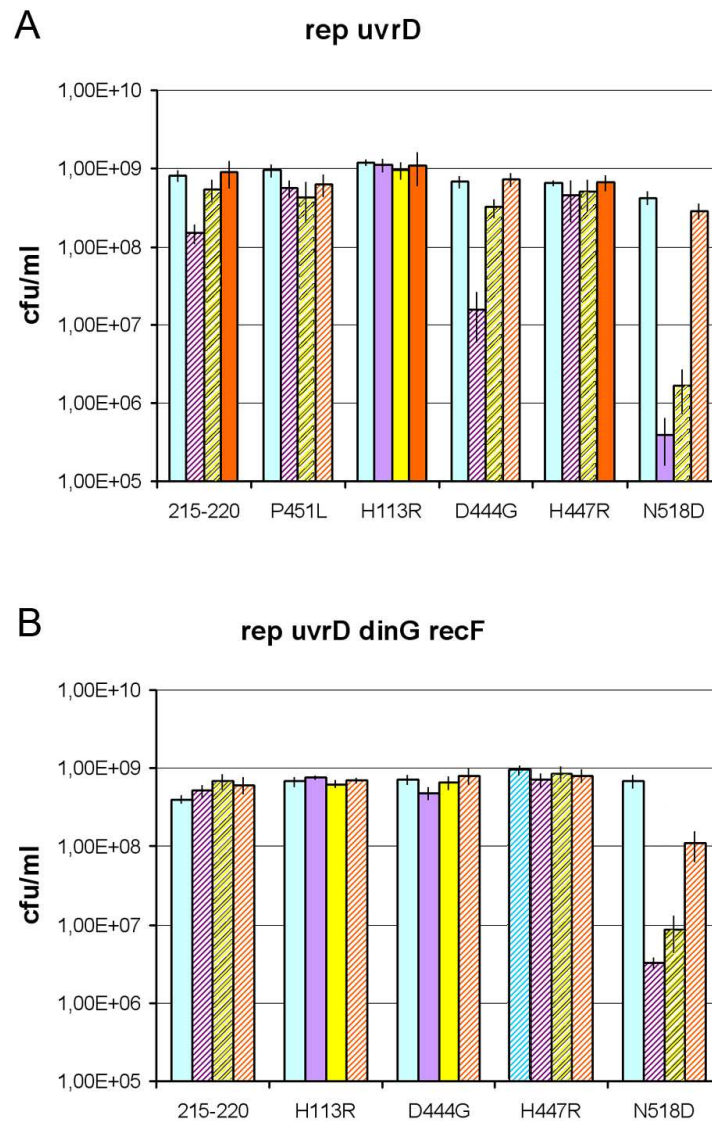 A
rep uvrD
cfu/ml
1,00E+10
1,00E+09
1,00E+08
1,00E+07
1,00E+06
1,00E+05
215-220 P451L H113R D444G H447R N518D
B
rep uvrD dinG recF
cfu/ml
1,00E+10
1,00E+09
1,00E+08
1,00E+07
1,00E+06
1,00E+05
215-220 H113R D444G H447R N518D